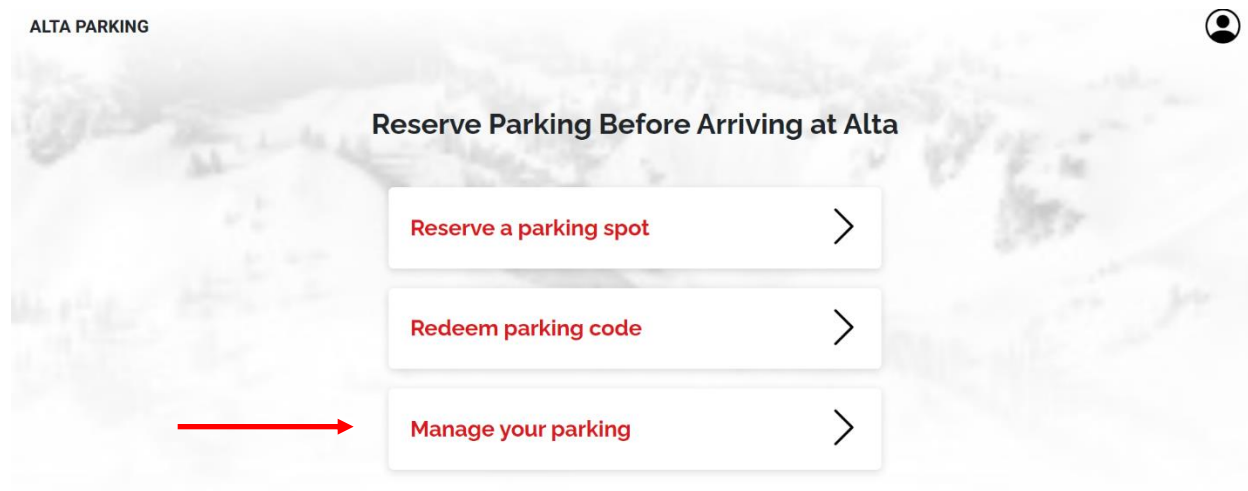 ALTA PARKING
Reserve Parking Before Arriving at Alta
Reserve a parking spot
Redeem parking code
Manage your parking